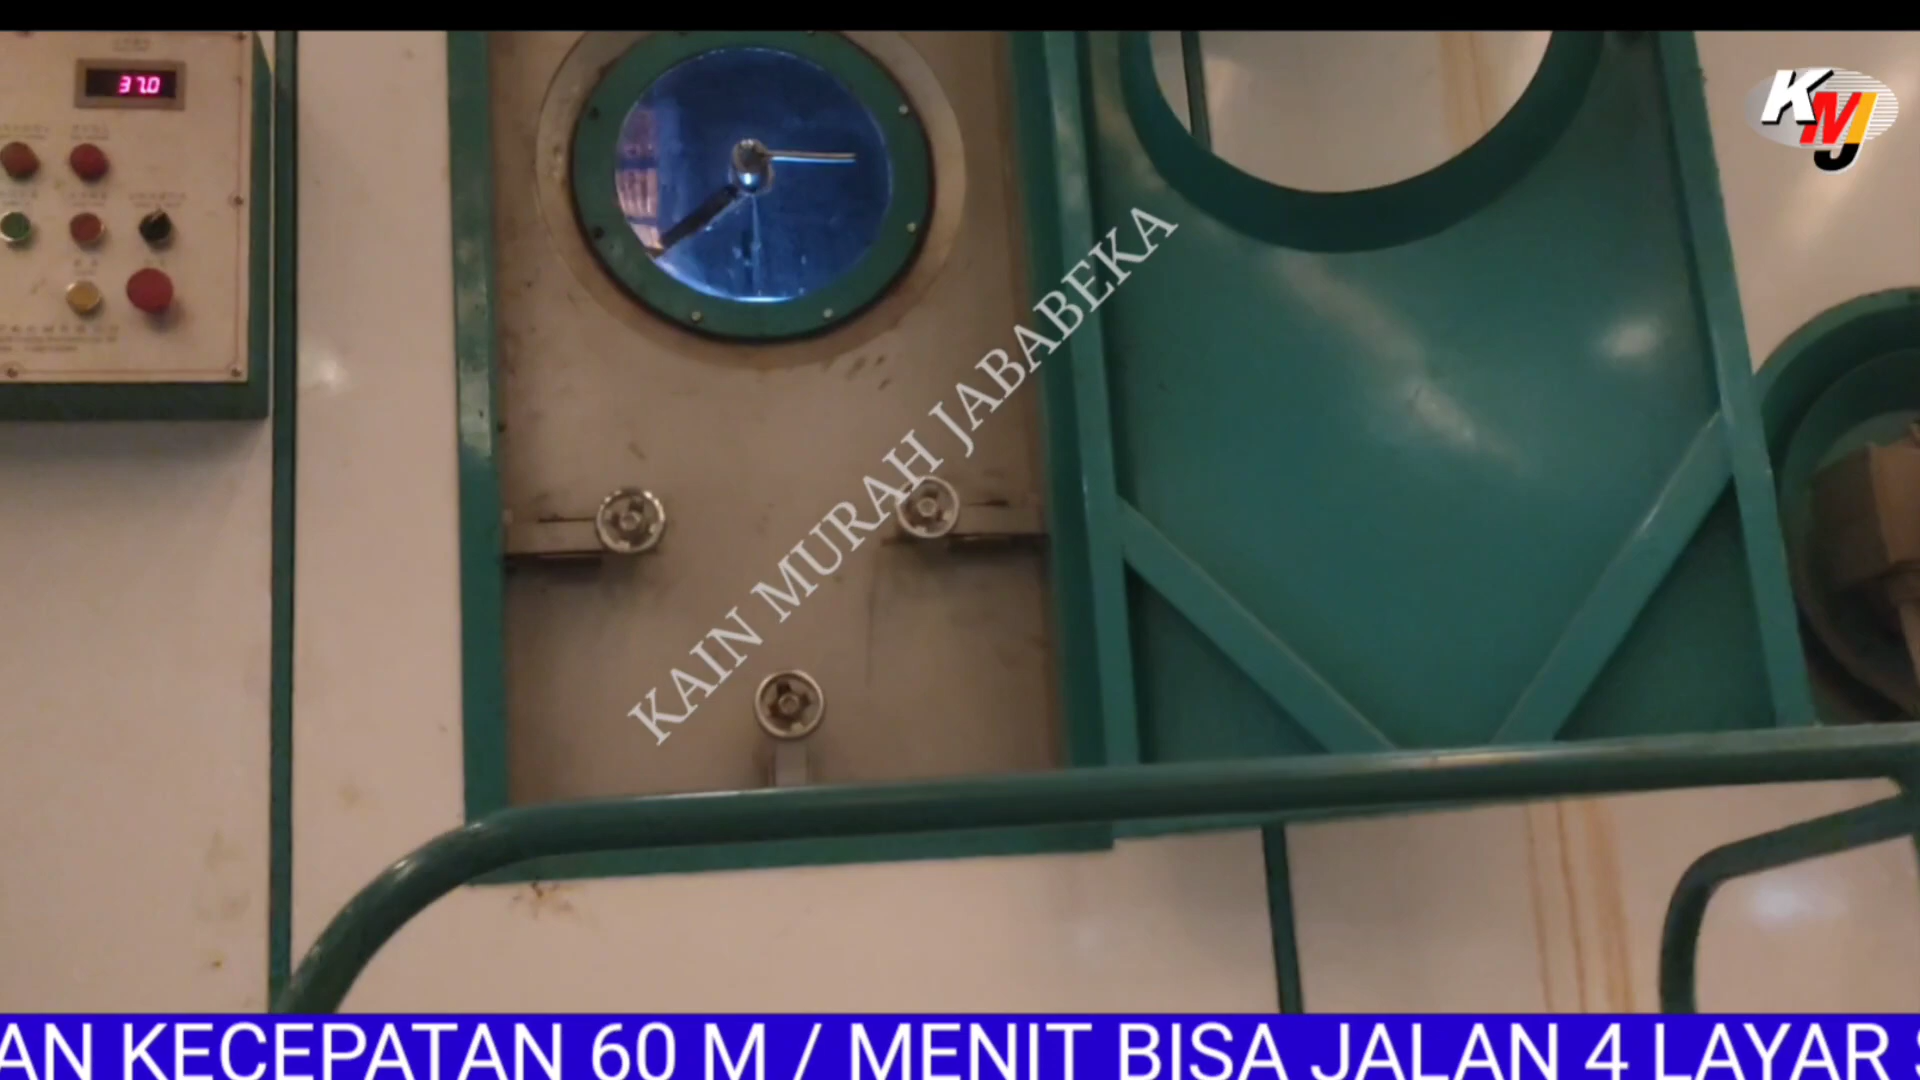 37.0
KMJ
KAIN MURAH JABABEKA
AN KECEPATAN 60 M / MENIT BISA JALAN 4 LAYAR S